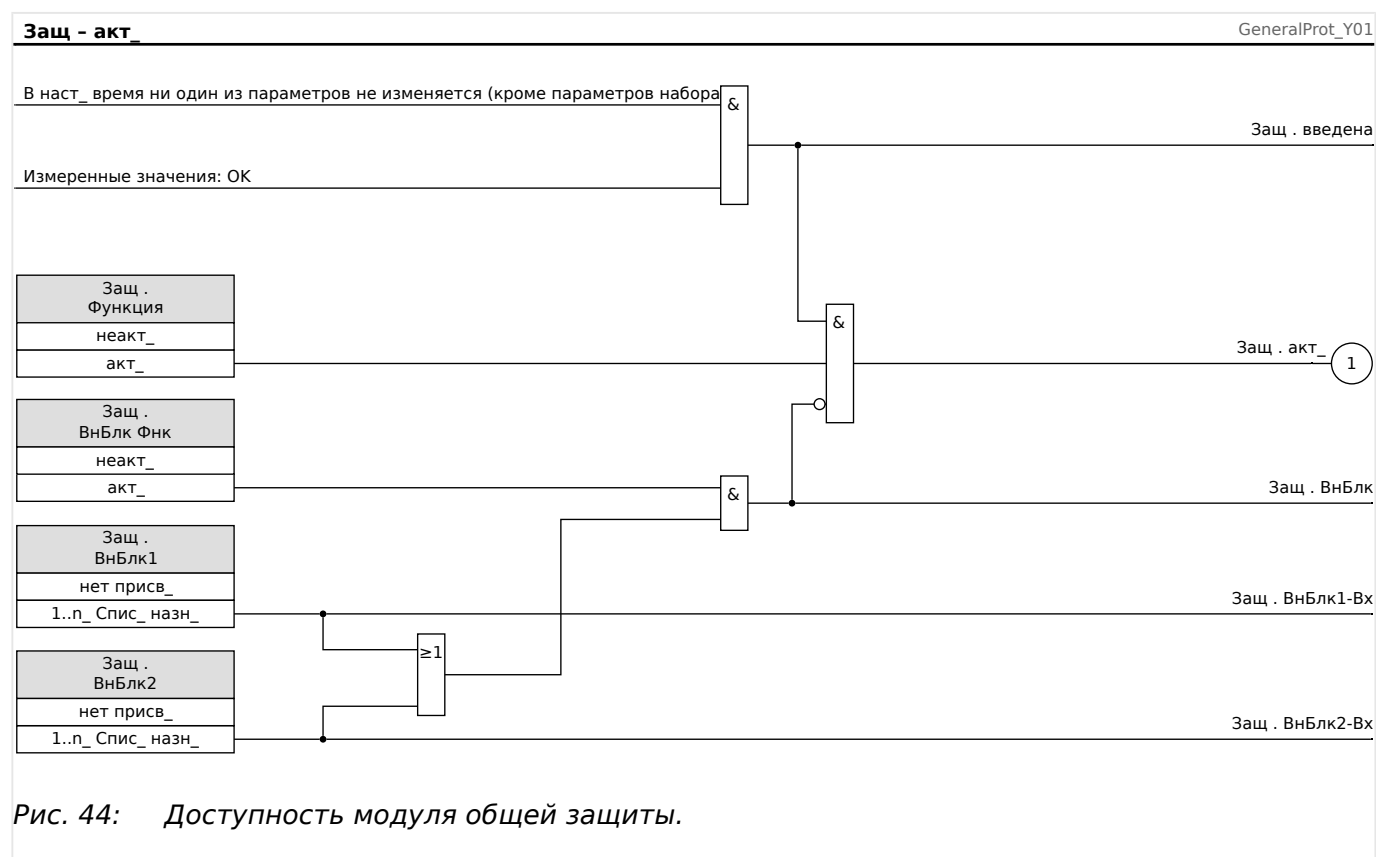 Защ – акт_
GeneralProt_Y01
В наст_ время ни один из параметров не изменяется (кроме параметров набора
&
Защ . введена
Измеренные значения: OK
Защ .
Функция
неакт_
акт_
&
Защ . акт_
1
Защ .
ВнБлк Фнк
неакт_
акт_
&
Защ . ВнБлк
Защ .
ВнБлк1
нет присв_
1..n_ Спис_ назн_
Защ . ВнБлк1-Вх
≥1
Защ .
ВнБлк2
нет присв_
1..n_ Спис_ назн_
Защ . ВнБлк2-Вх
Рис. 44: Доступность модуля общей защиты.